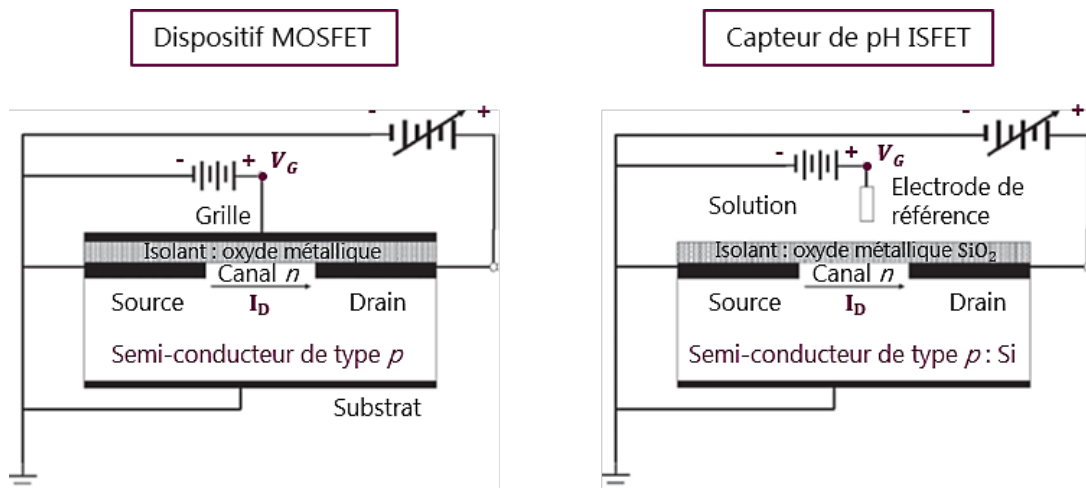 Dispositif MOSFET
- +
- + V_G
Grille
Isolant : oxyde métallique
Canal n
Source I_D Drain
Semi-conducteur de type p
Substrat
Capteur de pH ISFET
- +
- + V_G
Solution
Electrode de
référence
Isolant : oxyde métallique SiO₂
Canal n
Source I_D Drain
Semi-conducteur de type p : Si